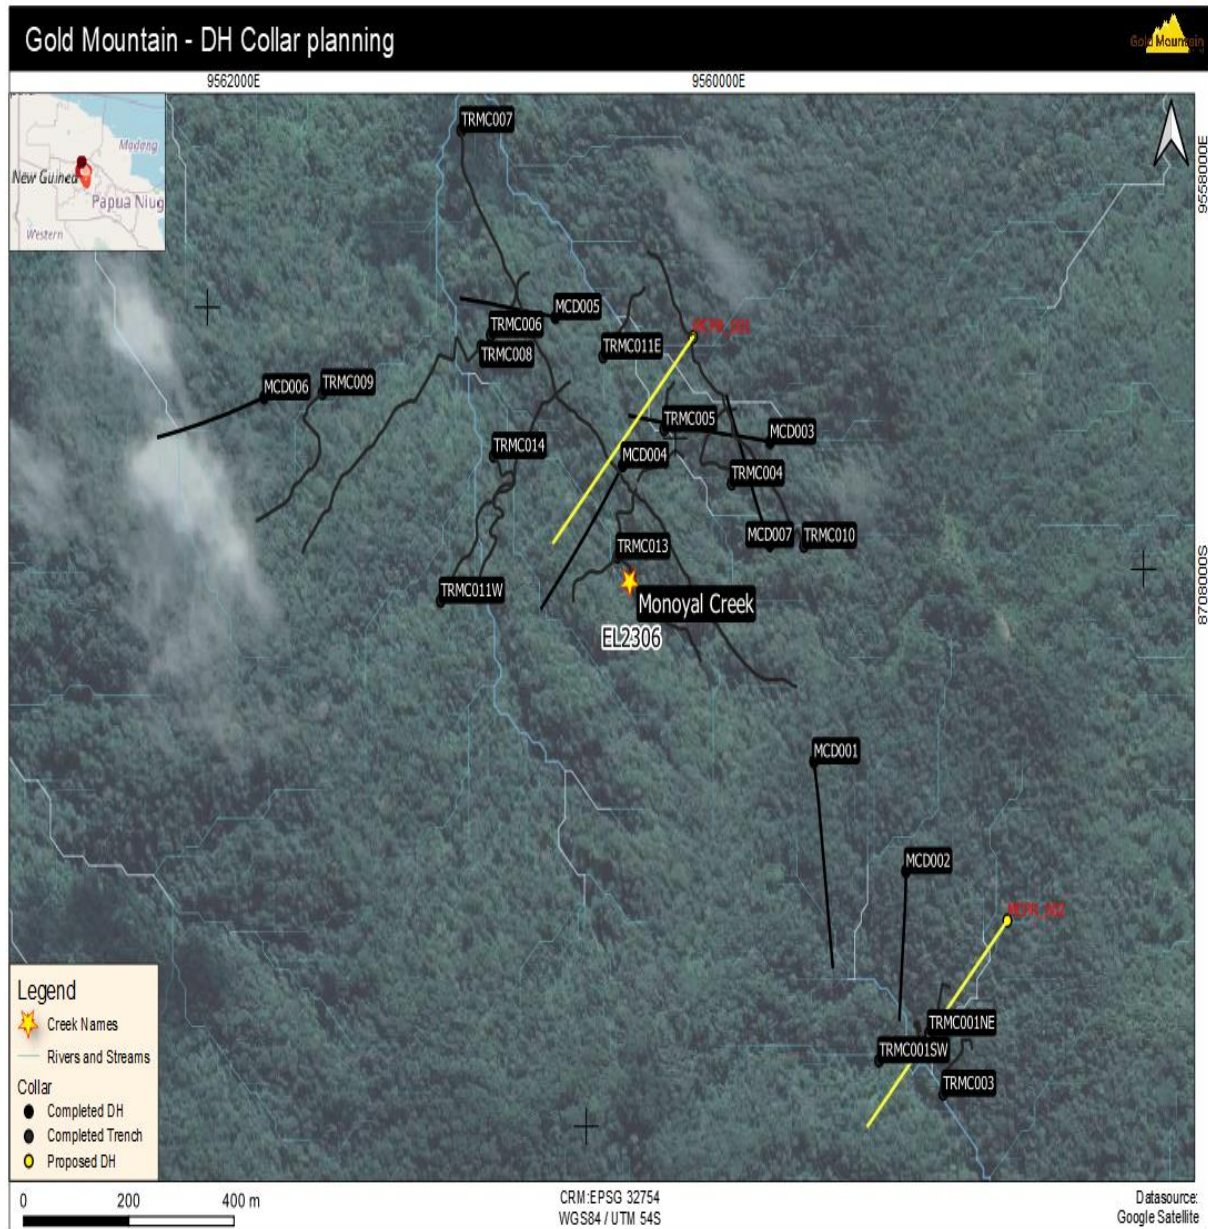 Gold Mountain - DH Collar planning
Gold Mountain
9562000E
9560000E
9558000E
8708000S
Madang
New Guinea
Papua Niug
Western
TRMC007
MCD005
TRMC006
TRMC008
TRMC011E
MCD006
TRMC009
TRMC005
MCD003
TRMC014
MCD004
TRMC004
MCD007
TRMC010
TRMC013
TRMC011W
Monoyal Creek
EL2306
MCD001
MCD002
TRMC001NE
TRMC001SW
TRMC003
Legend
Creek Names
Rivers and Streams
Collar
Completed DH
Completed Trench
Proposed DH
0 200 400 m
CRM:EPSG 32754
WGS84 / UTM 54S
Datasource:
Google Satellite